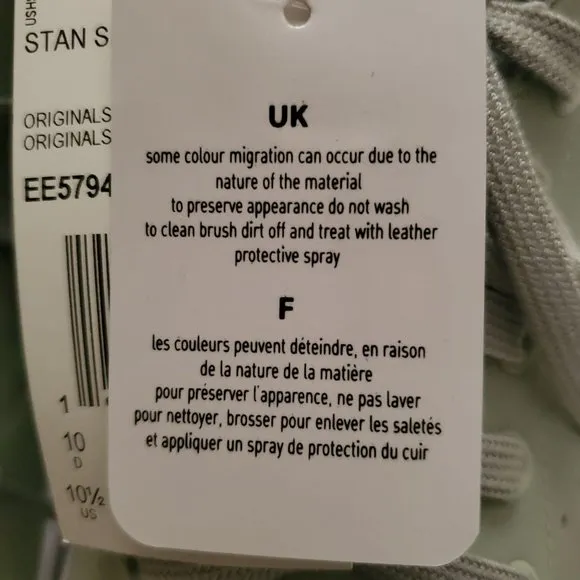 USHS
STAN S
ORIGINALS
ORIGINALS
EE5794
1
10
D
10½
US
UK
some colour migration can occur due to the
nature of the material
to preserve appearance do not wash
to clean brush dirt off and treat with leather
protective spray
F
les couleurs peuvent déteindre, en raison
de la nature de la matière
pour préserver l'apparence, ne pas laver
pour nettoyer, brosser pour enlever les saletés
et appliquer un spray de protection du cuir